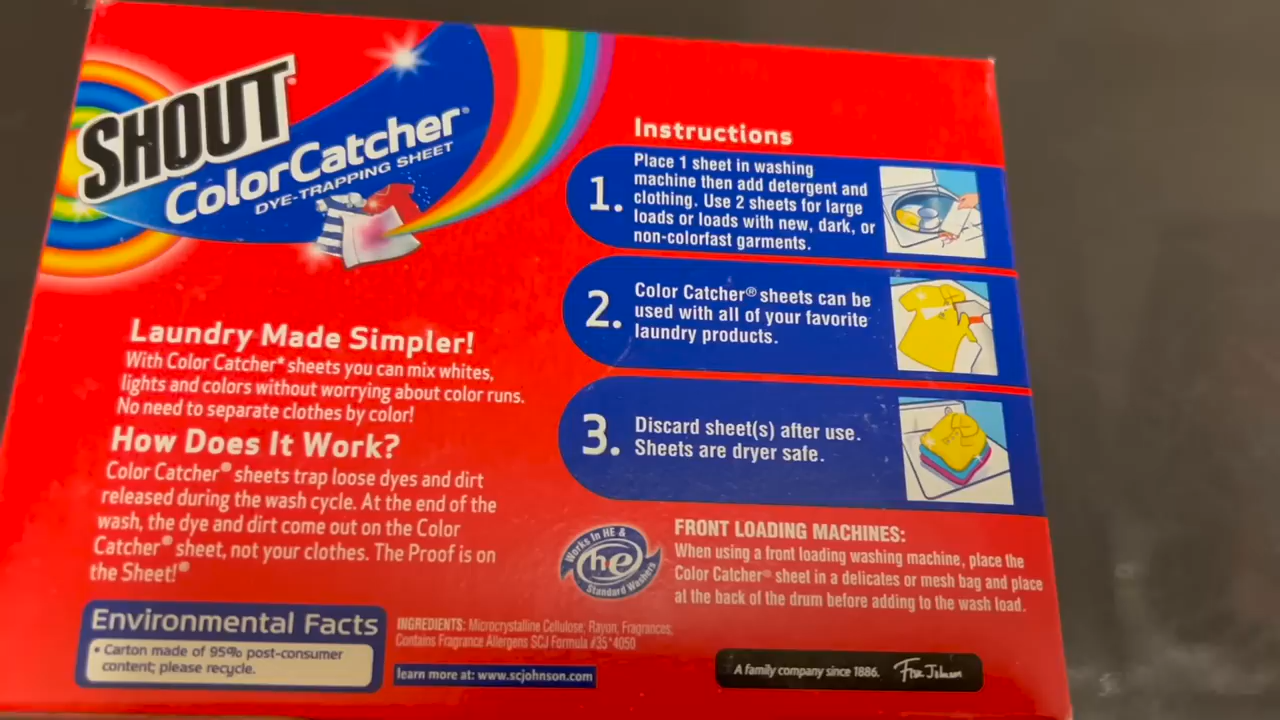 SHOUT®
ColorCatcher®
DYE-TRAPPING SHEET
Laundry Made Simpler!
With Color Catcher® sheets you can mix whites,
lights and colors without worrying about color runs.
No need to separate clothes by color!
How Does It Work?
Color Catcher® sheets trap loose dyes and dirt
released during the wash cycle. At the end of the
wash, the dye and dirt come out on the Color
Catcher® sheet, not your clothes. The Proof is on
the Sheet!®
Environmental Facts
• Carton made of 95% post-consumer
content; please recycle.
INGREDIENTS: Microcrystalline Cellulose, Rayon, Fragrances,
Contains Fragrance Allergens SCJ Formula #35*4050
learn more at: www.scjohnson.com
Instructions
1.
Place 1 sheet in washing
machine then add detergent and
clothing. Use 2 sheets for large
loads or loads with new, dark, or
non-colorfast garments.
2.
Color Catcher® sheets can be
used with all of your favorite
laundry products.
3.
Discard sheet(s) after use.
Sheets are dryer safe.
Works in HE &
he
Standard Washers
FRONT LOADING MACHINES:
When using a front loading washing machine, place the
Color Catcher® sheet in a delicates or mesh bag and place
at the back of the drum before adding to the wash load.
A family company since 1886.
Fisk Johnson